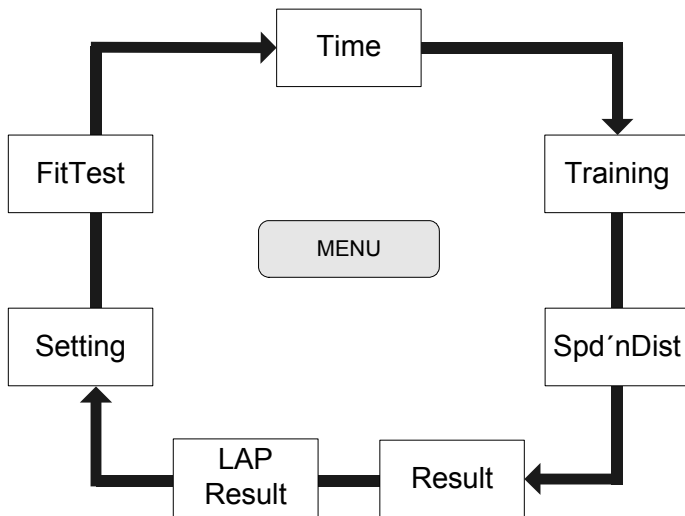 Time
FitTest
Training
MENU
Setting
Spd´nDist
LAP
Result
Result